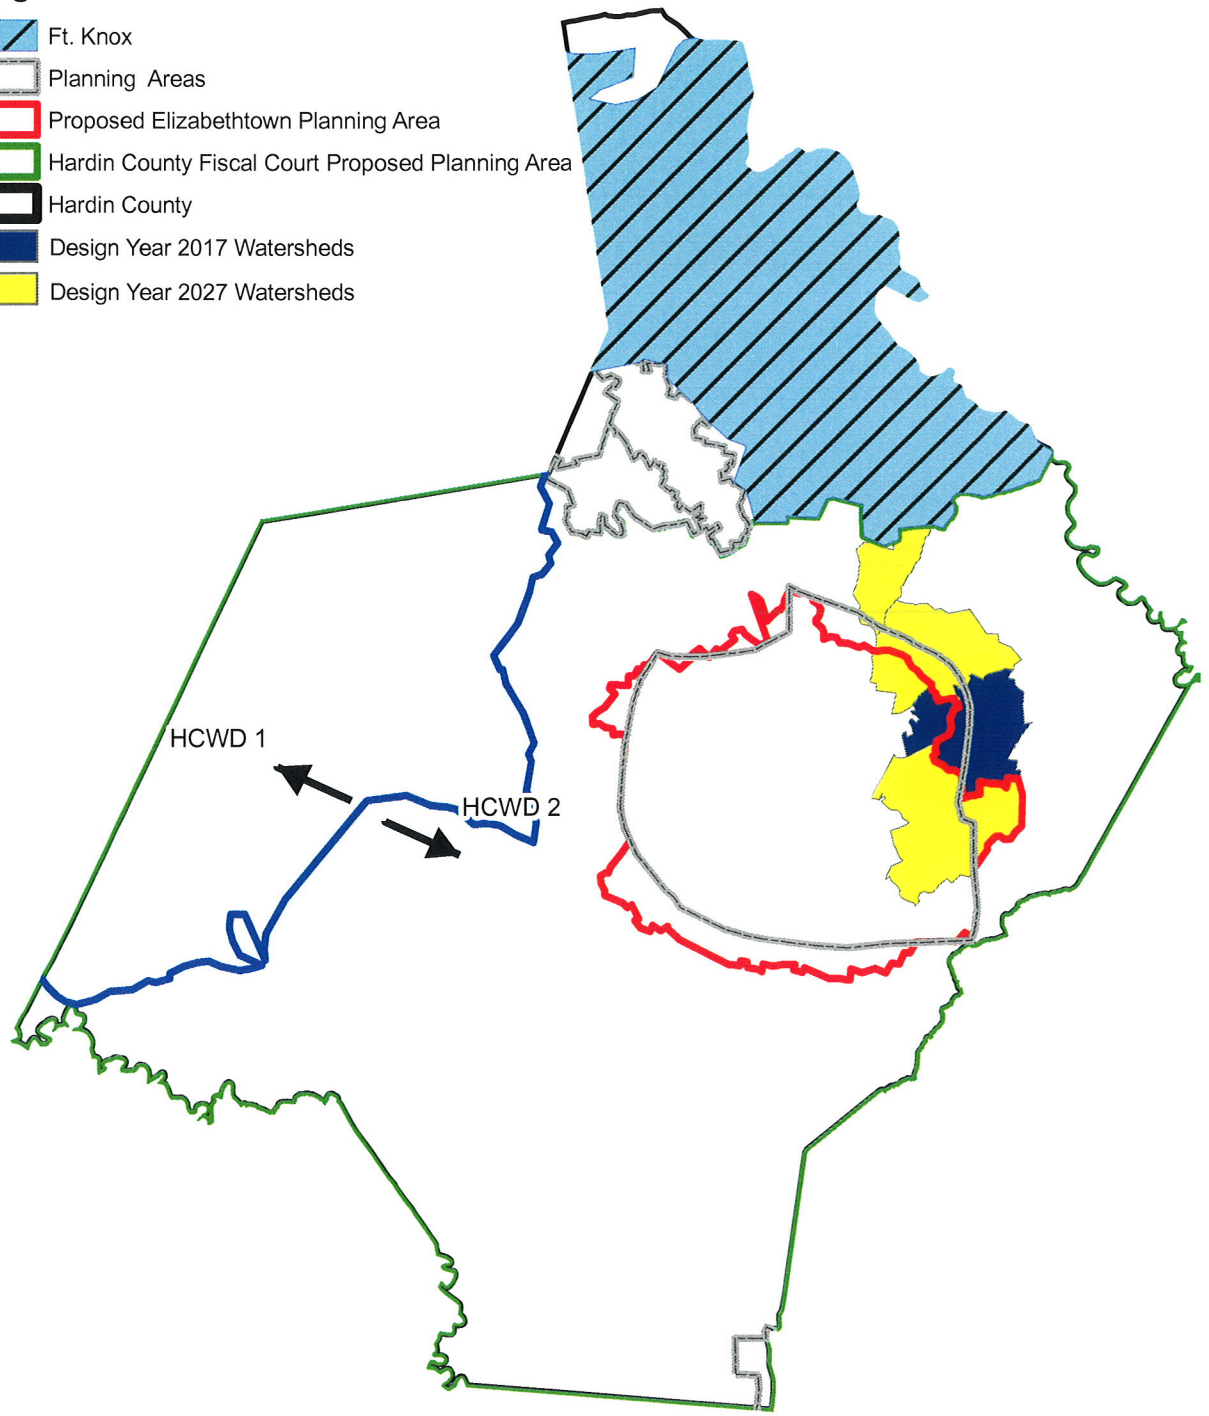 Ft. Knox
Planning Areas
Proposed Elizabethtown Planning Area
Hardin County Fiscal Court Proposed Planning Area
Hardin County
Design Year 2017 Watersheds
Design Year 2027 Watersheds
HCWD 1
HCWD 2